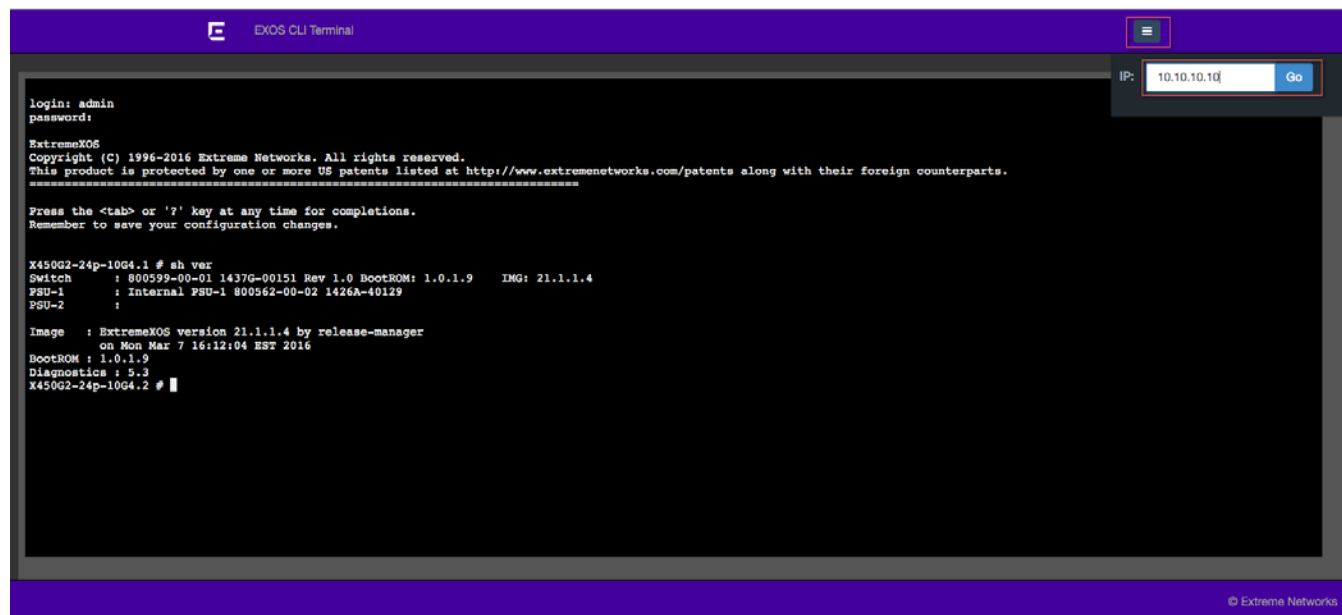 EXOS CLI Terminal
IP: 10.10.10.10 Go
login: admin
password:
ExtremeXOS
Copyright (C) 1996-2016 Extreme Networks. All rights reserved.
This product is protected by one or more US patents listed at http://www.extremenetworks.com/patents along with their foreign counterparts.
==============================================================================
Press the <tab> or '?' key at any time for completions.
Remember to save your configuration changes.
X450G2-24p-10G4.1 # sh ver
Switch : 800599-00-01 1437G-00151 Rev 1.0 BootROM: 1.0.1.9 IMG: 21.1.1.4
PSU-1 : Internal PSU-1 800562-00-02 1426A-40129
PSU-2 :
Image : ExtremeXOS version 21.1.1.4 by release-manager
on Mon Mar 7 16:12:04 EST 2016
BootROM : 1.0.1.9
Diagnostics : 5.3
X450G2-24p-10G4.2 #
© Extreme Networks